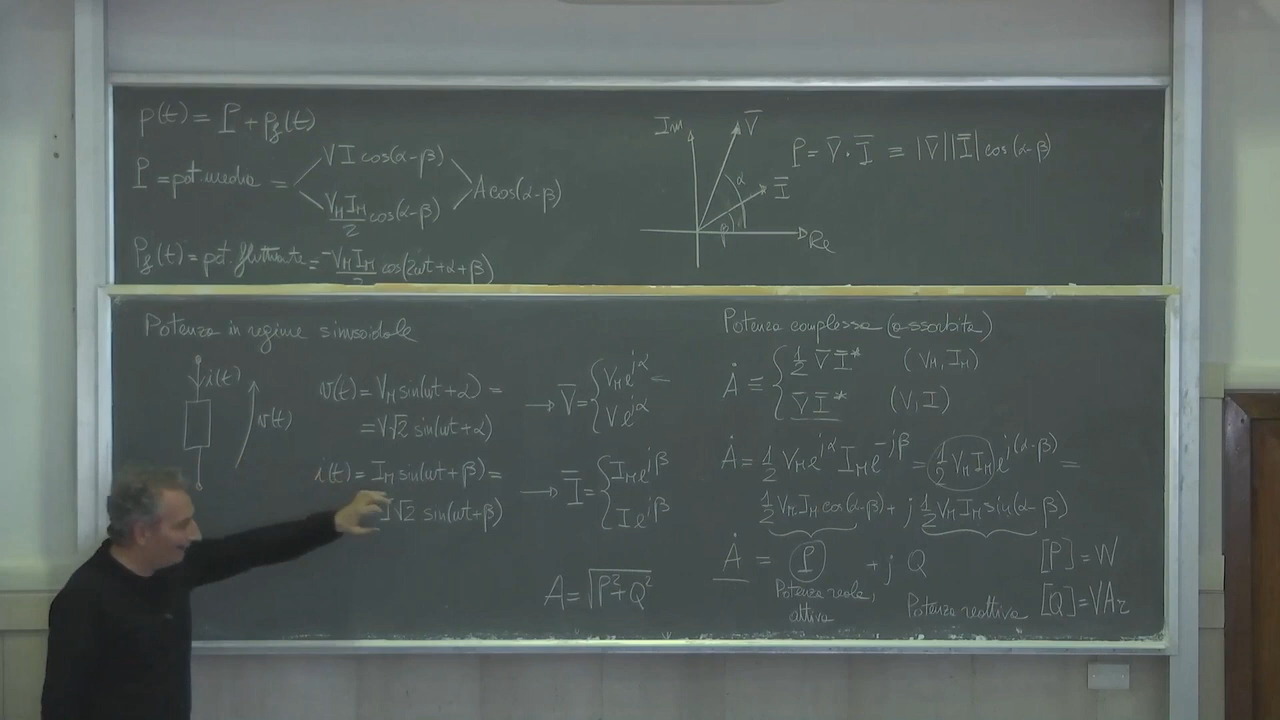 p(t) = P + pf(t)
P = pot. media = VI cos(α-β)
V_M I_M/2 cos(α-β)
A cos(α-β)
Pf(t) = pot. fluttuante = -V_M I_M/2 cos(2ωt+α+β)
Im
V̄
α
Ī
β
Re
P = V̄ · Ī ≡ |V̄||Ī| cos(α-β)
Potenza in regime sinusoidale
i(t)
v(t)
v(t) = V_M sin(ωt+α) =
= V√2 sin(ωt+α)
i(t) = I_M sin(ωt+β) =
I√2 sin(ωt+β)
→ V̄ = { V_M e^jα =
V e^jα
→ Ī = { I_M e^jβ
I e^jβ
A = √P²+Q²
Potenza complessa (assorbita)
Ȧ ≡ { 1/2 V̄ Ī* (V_M, I_M)
V̄ Ī* (V, I)
Ȧ = 1/2 V_M e^jα I_M e^-jβ = 1/2 V_M I_M e^j(α-β) =
1/2 V_M I_M cos(α-β) + j 1/2 V_M I_M sin(α-β)
Ȧ = P + j Q
Potenza reale,
attiva
Potenza reattiva
[P] = W
[Q] = VAr